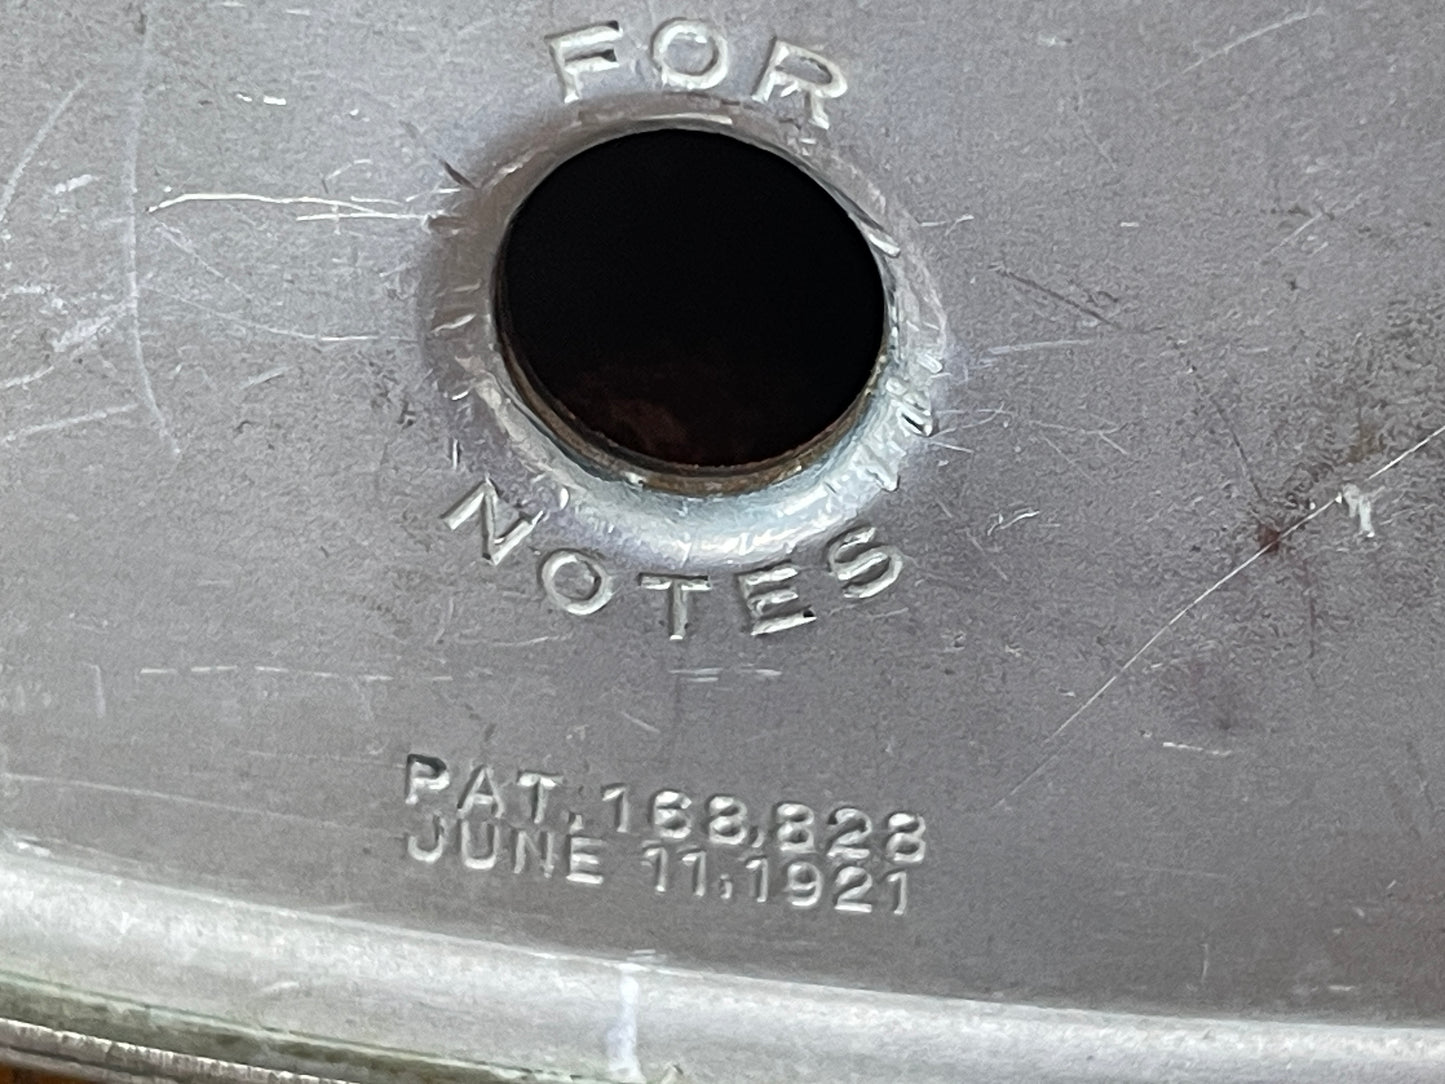 FOR
NOTES
PAT. 168,828
JUNE 11, 1921